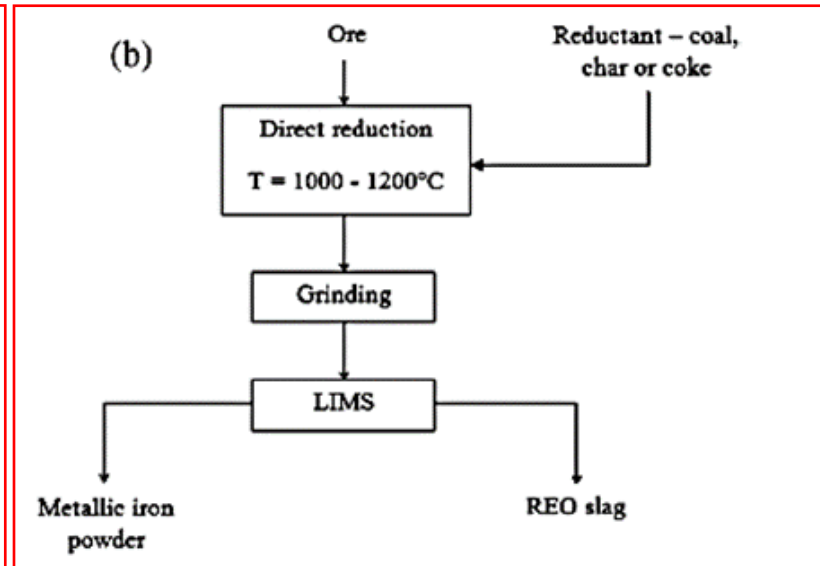 (b)
Ore
Reductant – coal,
char or coke
Direct reduction
T = 1000 - 1200°C
Grinding
LIMS
Metallic iron
powder
REO slag